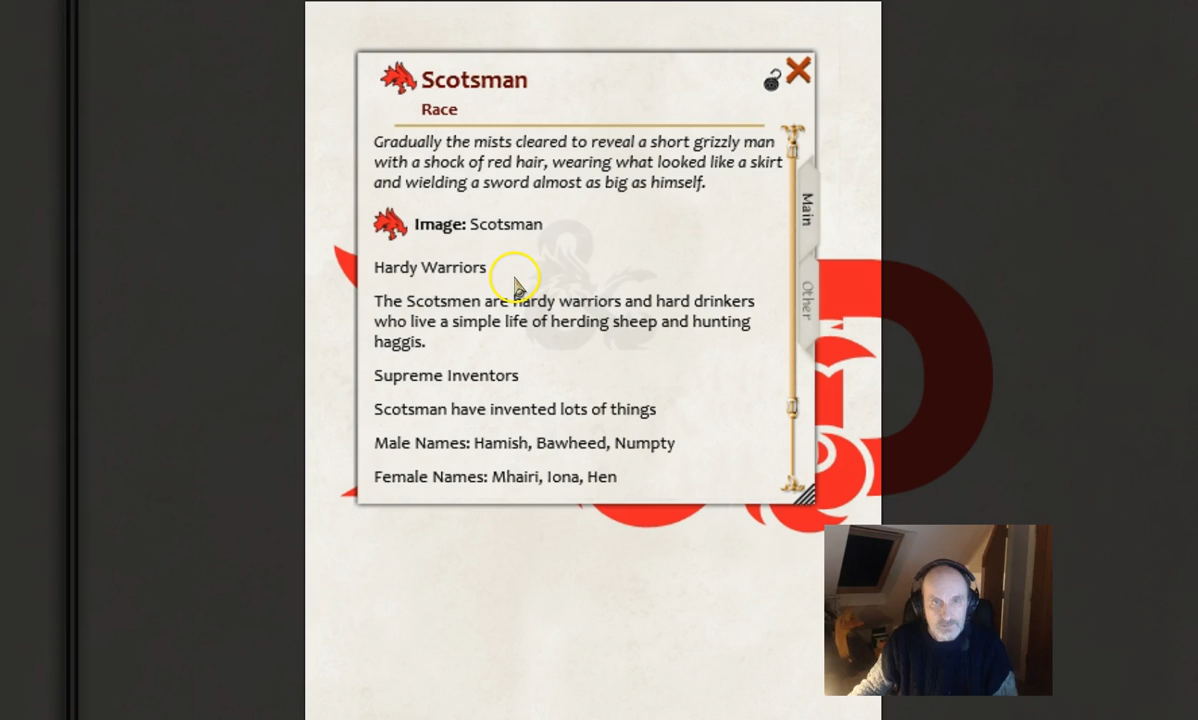 Scotsman
Race
Gradually the mists cleared to reveal a short grizzly man
with a shock of red hair, wearing what looked like a skirt
and wielding a sword almost as big as himself.
Image: Scotsman
Hardy Warriors
The Scotsmen are hardy warriors and hard drinkers
who live a simple life of herding sheep and hunting
haggis.
Supreme Inventors
Scotsman have invented lots of things
Male Names: Hamish, Bawheed, Numpty
Female Names: Mhairi, Iona, Hen
Main
Other